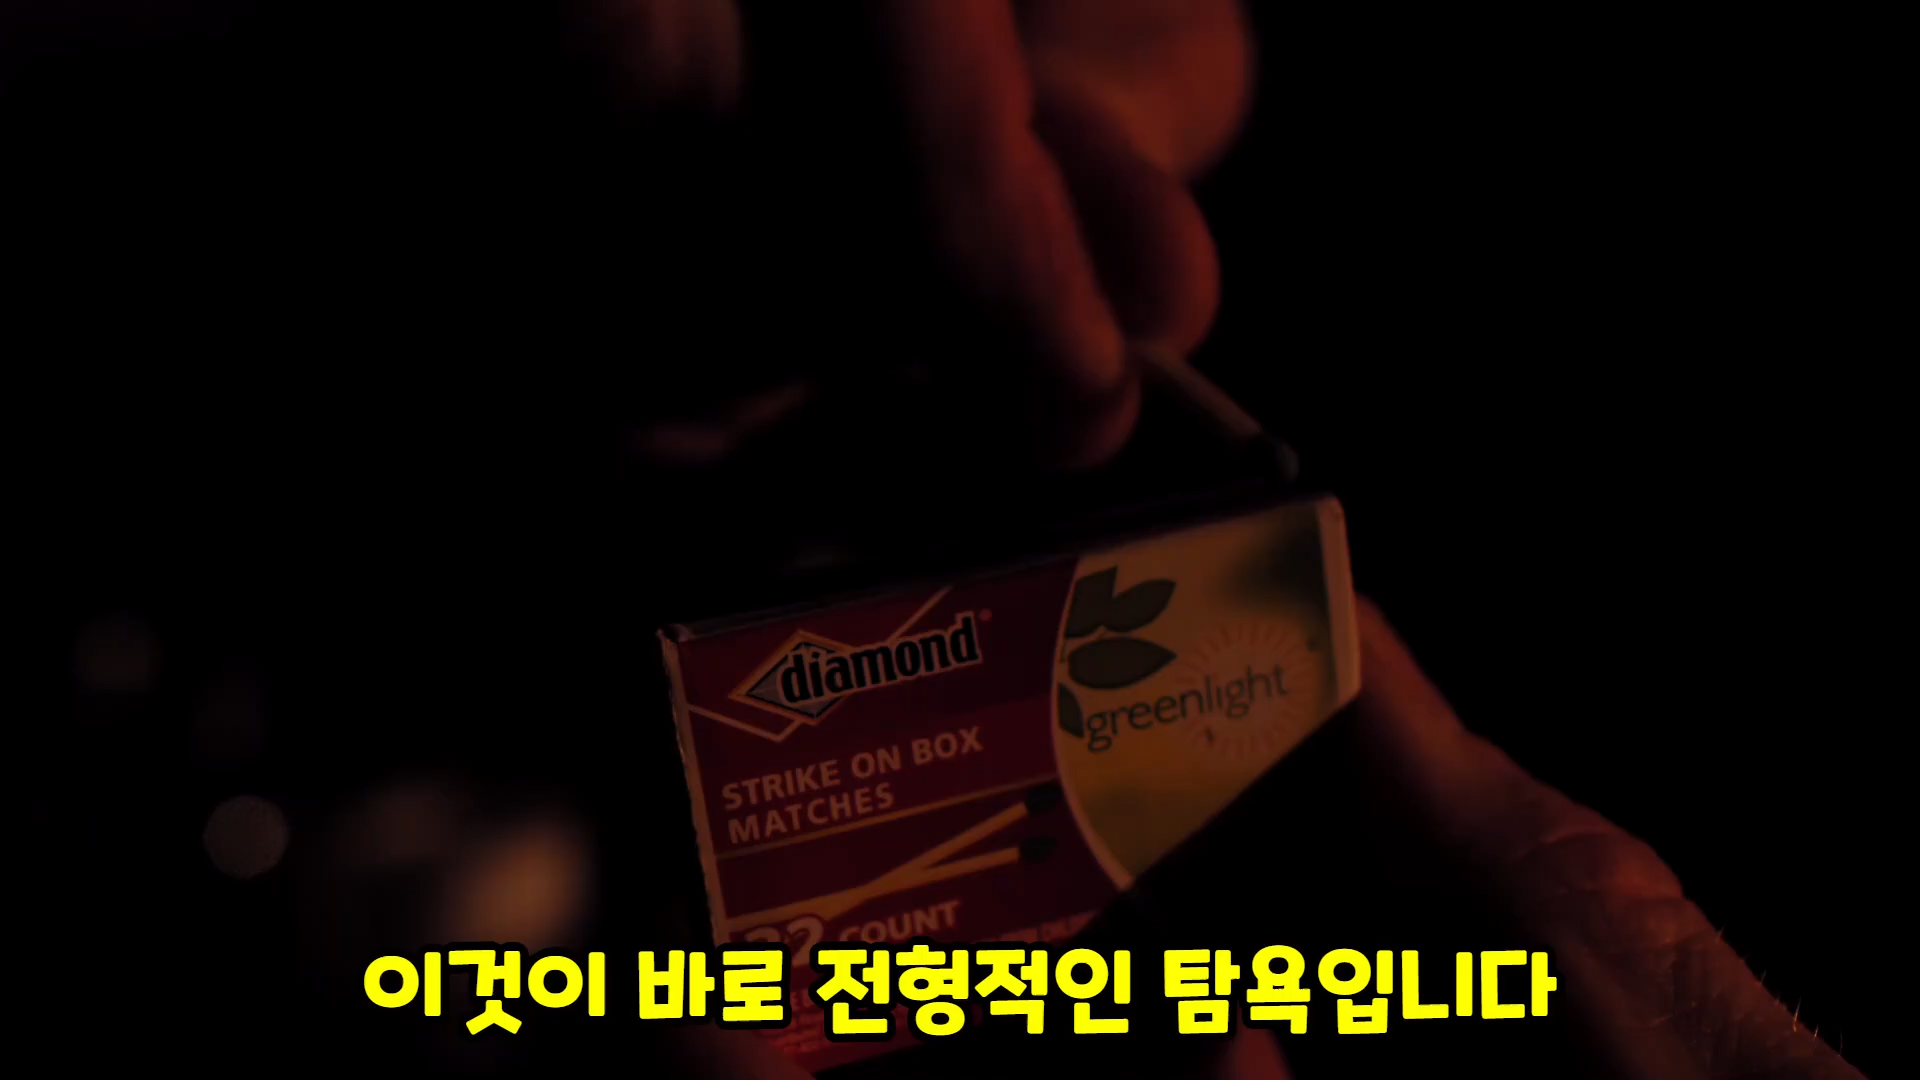 diamond
greenlight
STRIKE ON BOX
MATCHES
32 COUNT
이것이 바로 전형적인 탐욕입니다